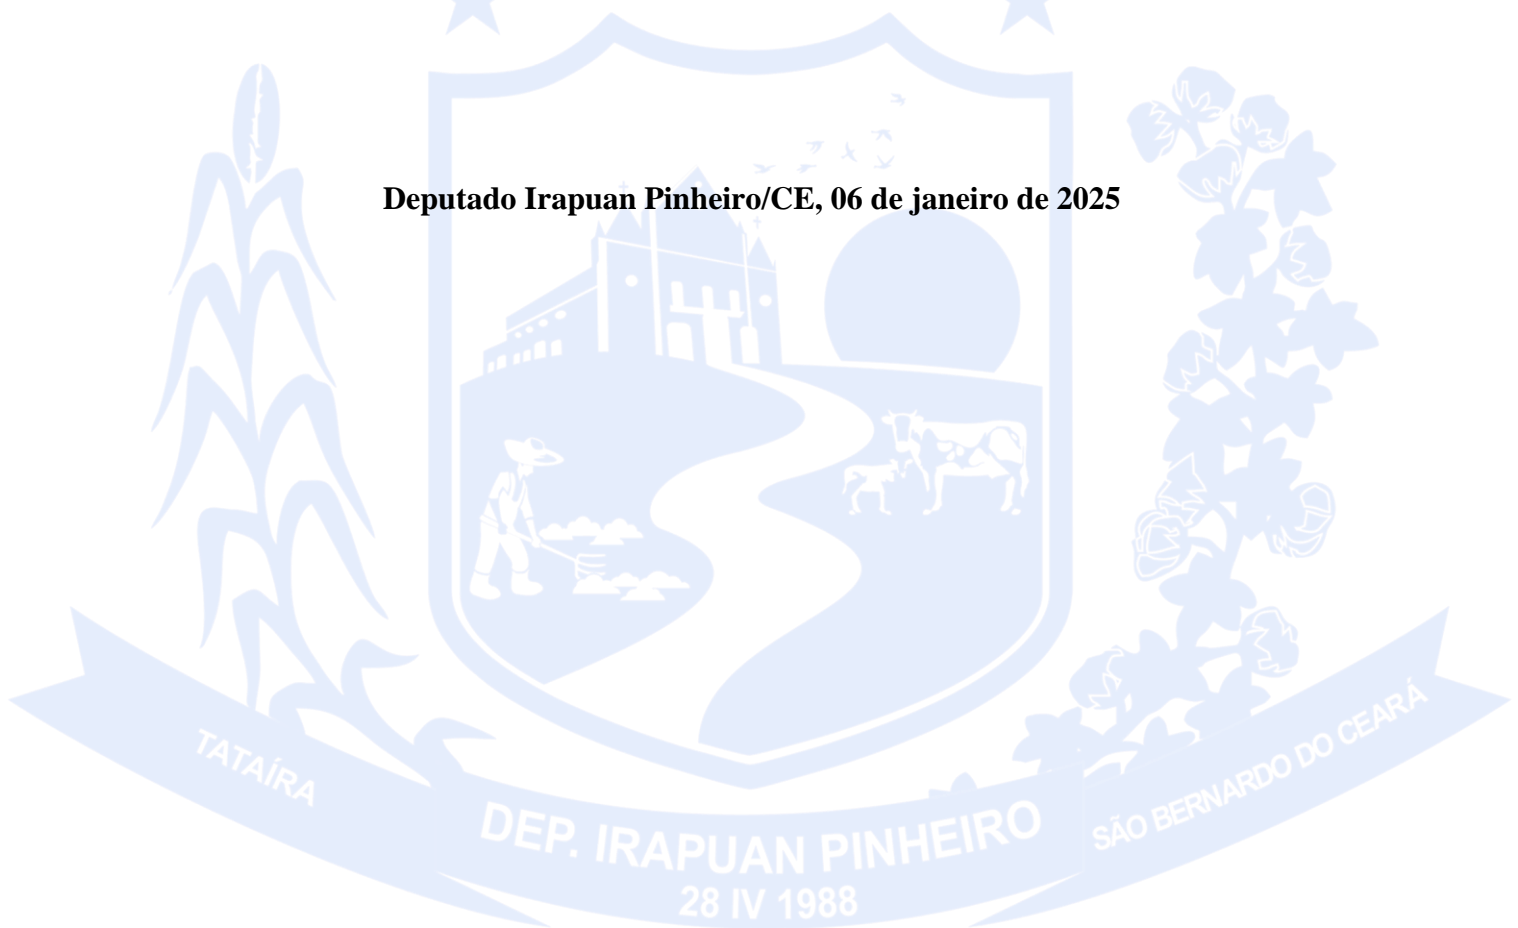 Deputado Irapuan Pinheiro/CE, 06 de janeiro de 2025
TATAÍRA
DEP. IRAPUAN PINHEIRO
SÃO BERNARDO DO CEARÁ
28 IV 1988